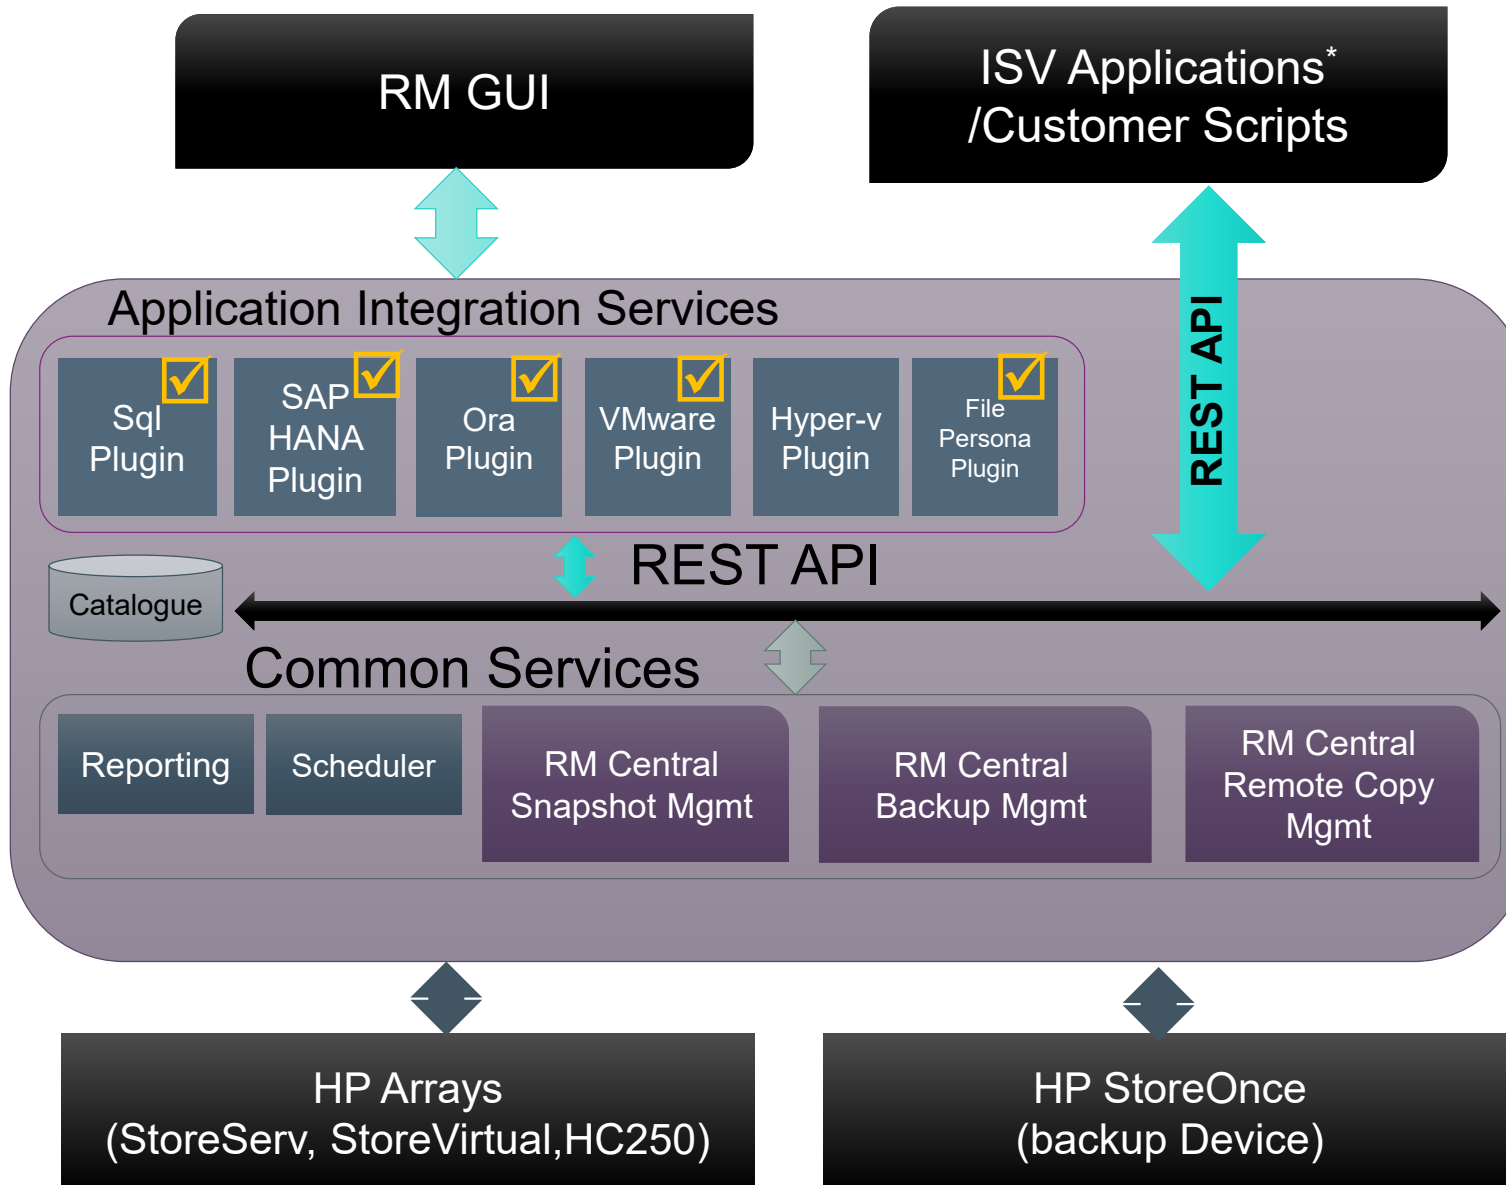 RM GUI
ISV Applications*
/Customer Scripts
Application Integration Services
REST API
Sql
Plugin
SAP
HANA
Plugin
Ora
Plugin
VMware
Plugin
Hyper-v
Plugin
File
Persona
Plugin
REST API
Catalogue
Common Services
Reporting
Scheduler
RM Central
Snapshot Mgmt
RM Central
Backup Mgmt
RM Central
Remote Copy
Mgmt
HP Arrays
(StoreServ, StoreVirtual,HC250)
HP StoreOnce
(backup Device)